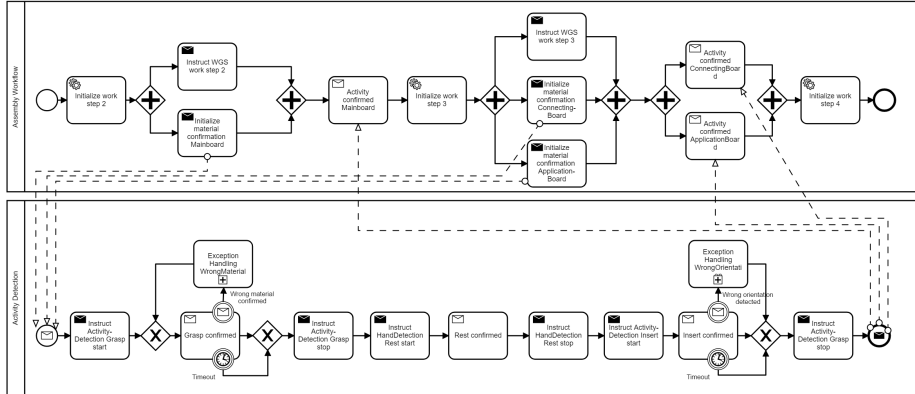 Assembly Workflow
Initialize work
step 2
Instruct WGS
work step 2
Initialize
material
confirmation
Mainboard
Activity
confirmed
Mainboard
Initialize work
step 3
Instruct WGS
work step 3
Initialize
material
confirmation
Connecting-
Board
Initialize
material
confirmation
Application-
Board
Activity
confirmed
ConnectingBoar
d
Activity
confirmed
ApplicationBoar
d
Initialize work
step 4
Activity Detection
Instruct Activity-
Detection Grasp
start
Exception
Handling
WrongMaterial
Wrong material
confirmed
Grasp confirmed
Timeout
Instruct Activity-
Detection Grasp
stop
Instruct
HandDetection
Rest start
Rest confirmed
Instruct
HandDetection
Rest stop
Instruct Activity-
Detection Insert
start
Exception
Handling
WrongOrientati
Wrong orientation
detected
Insert confirmed
Timeout
Instruct Activity-
Detection Grasp
stop